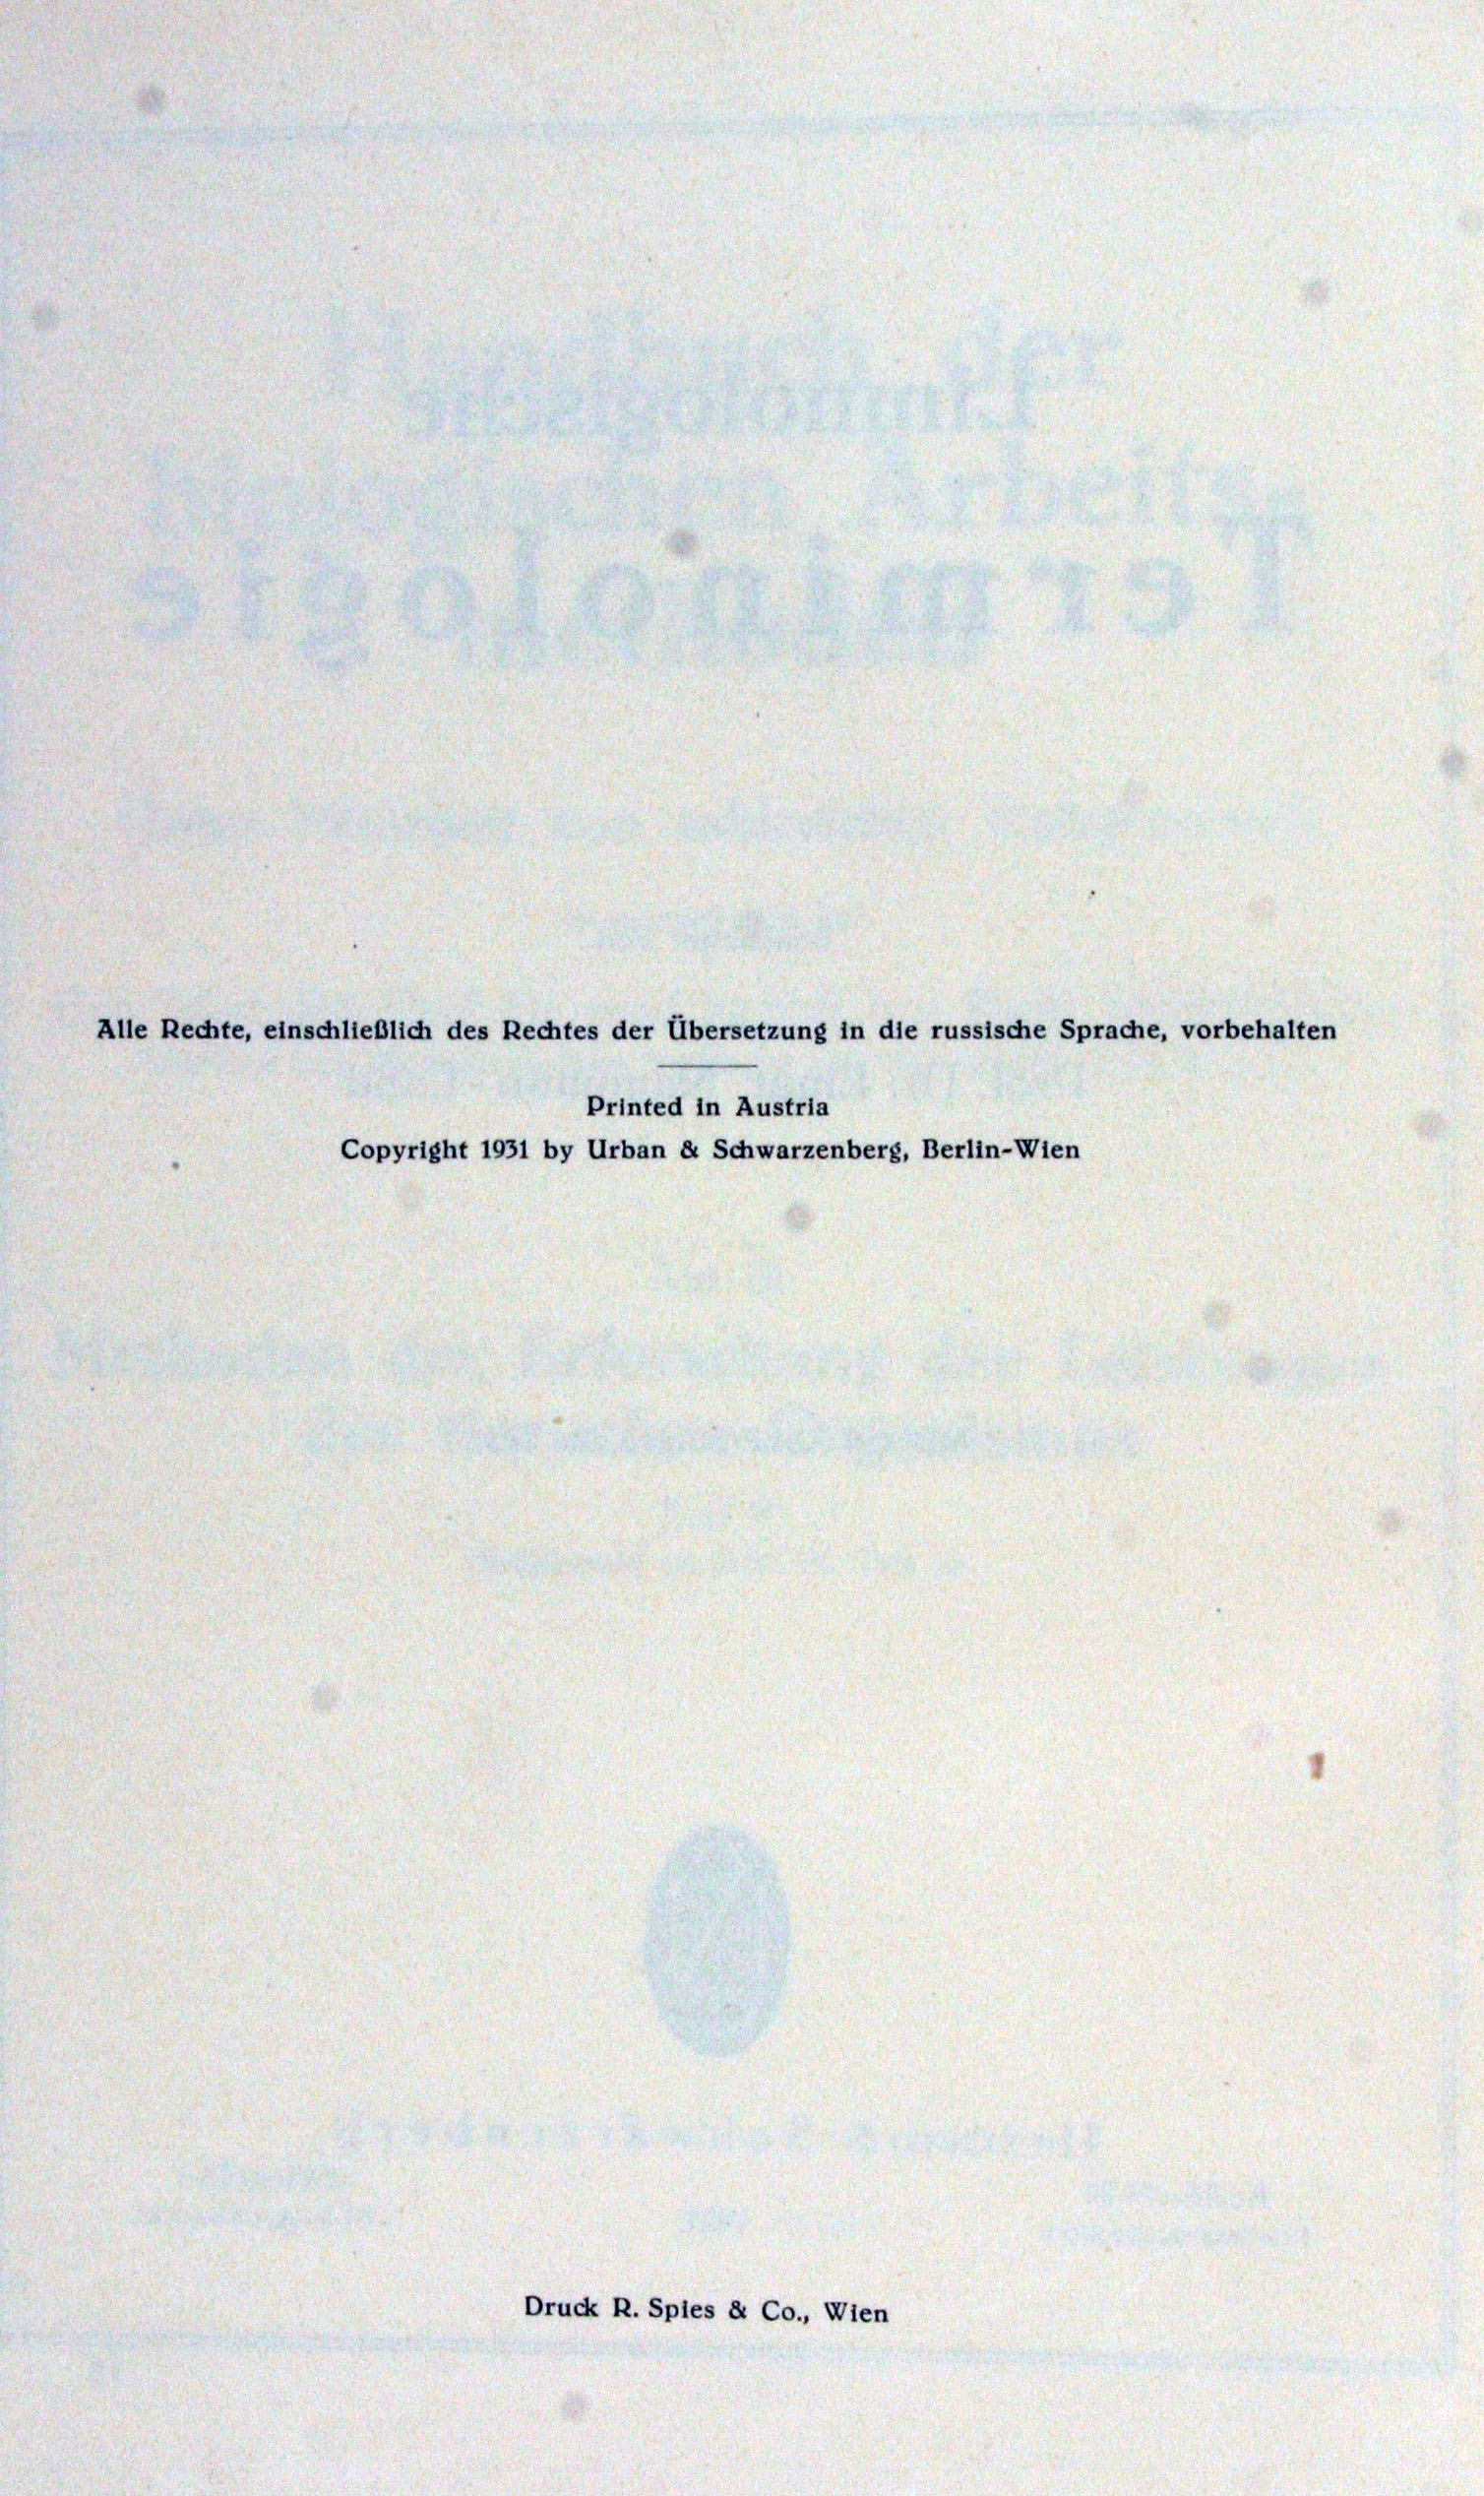 Alle Rechte, einschließlich des Rechtes der Übersetzung in die russische Sprache, vorbehalten
Printed in Austria
Copyright 1931 by Urban & Schwarzenberg, Berlin-Wien
Druck R. Spies & Co., Wien